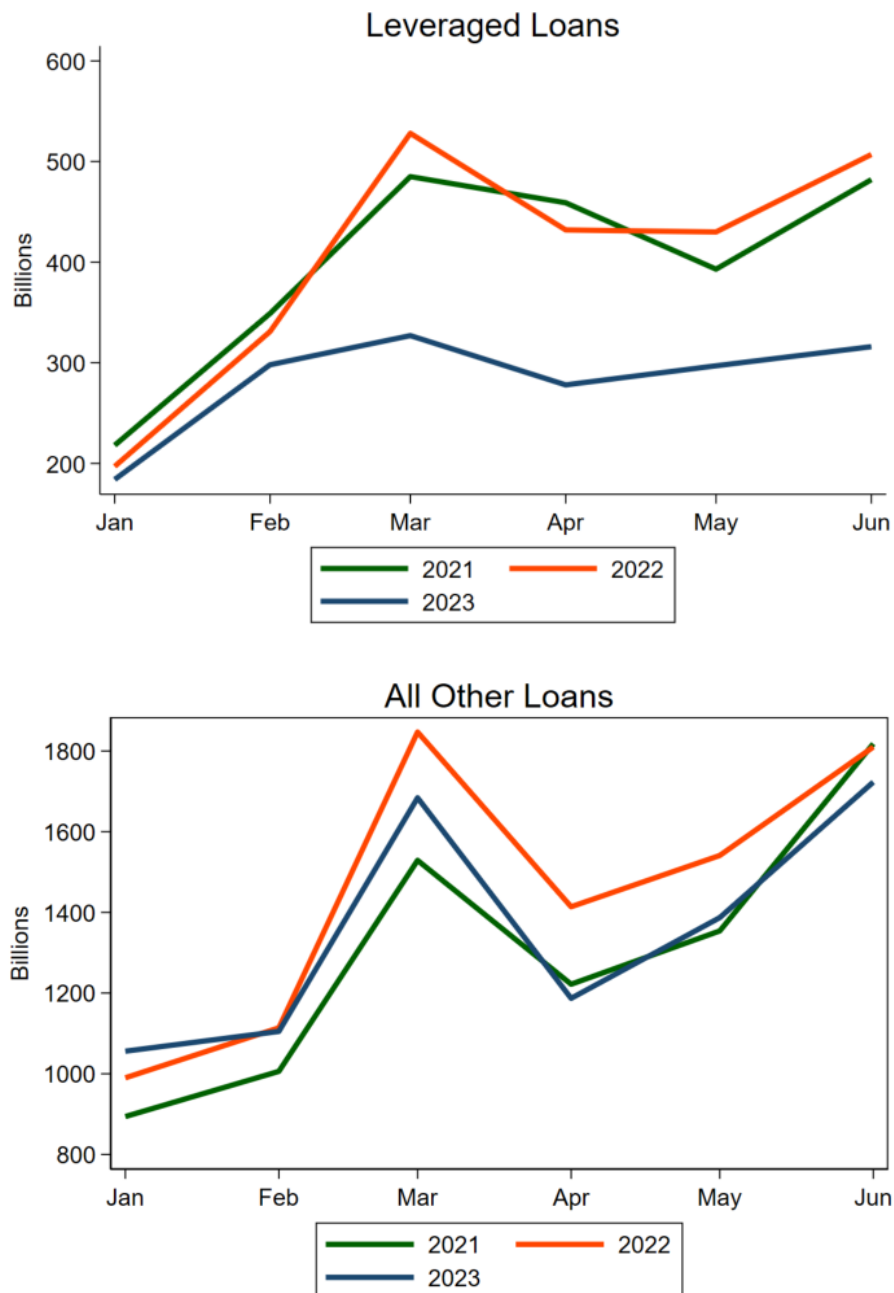 Leveraged Loans
600
500
400
300
200
Billions
Jan Feb Mar Apr May Jun
2021 2022
2023
All Other Loans
1800
1600
1400
1200
1000
800
Billions
Jan Feb Mar Apr May Jun
2021 2022
2023